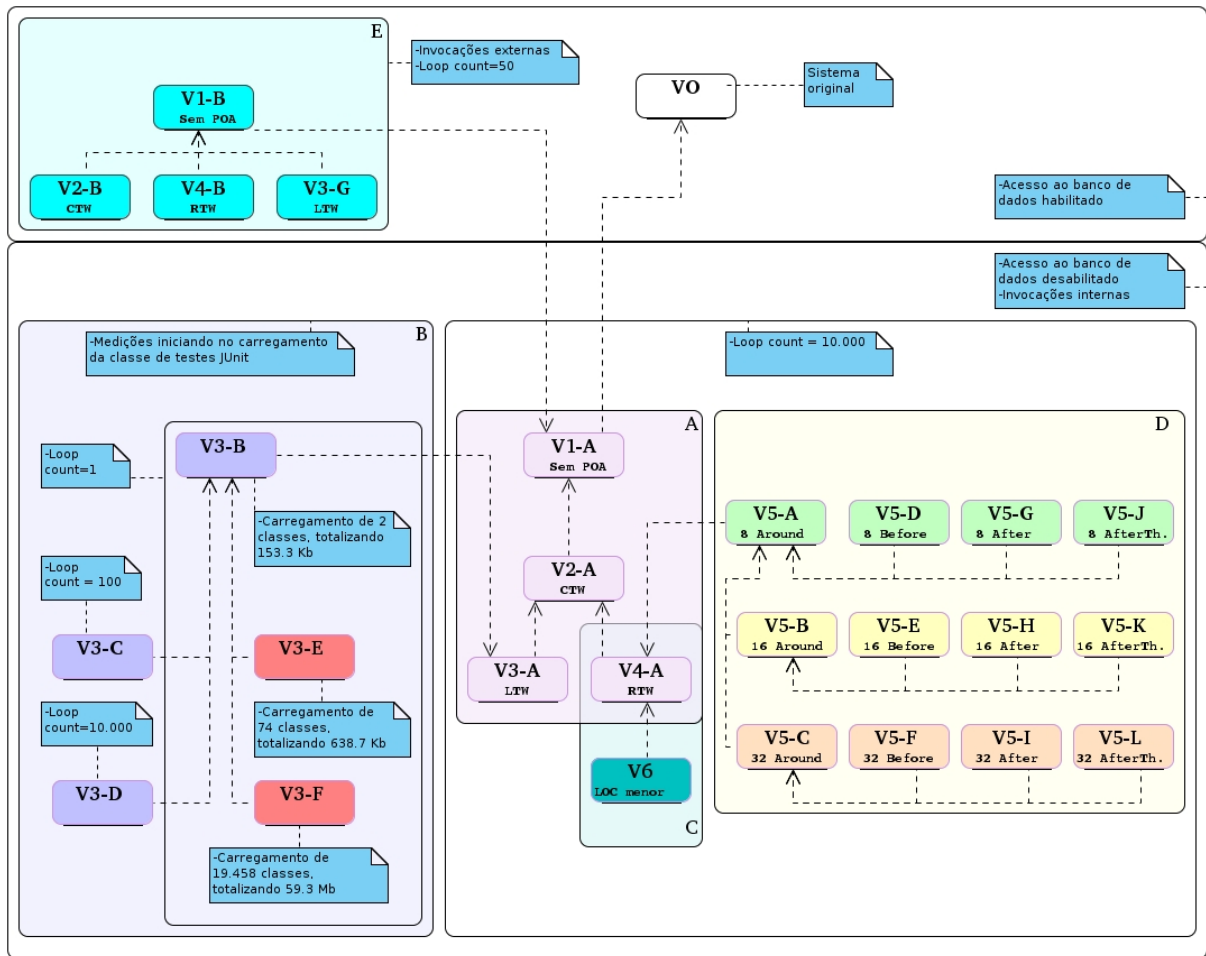 E
-Invocações externas
-Loop count=50
V1-B
Sem POA
V2-B
CTW
V4-B
RTW
V3-G
LTW
VO
Sistema
original
-Acesso ao banco de
dados habilitado
-Acesso ao banco de
dados desabilitado
-Invocações internas
B
-Medições iniciando no carregamento
da classe de testes JUnit
-Loop
count=1
V3-B
-Carregamento de 2
classes, totalizando
153.3 Kb
-Loop
count = 100
V3-C
V3-E
-Carregamento de
74 classes,
totalizando 638.7 Kb
-Loop
count=10.000
V3-D
V3-F
-Carregamento de
19.458 classes,
totalizando 59.3 Mb
-Loop count = 10.000
A
V1-A
Sem POA
V2-A
CTW
V3-A
LTW
V4-A
RTW
V6
LOC menor
C
D
V5-A
8 Around
V5-D
8 Before
V5-G
8 After
V5-J
8 AfterTh.
V5-B
16 Around
V5-E
16 Before
V5-H
16 After
V5-K
16 AfterTh.
V5-C
32 Around
V5-F
32 Before
V5-I
32 After
V5-L
32 AfterTh.